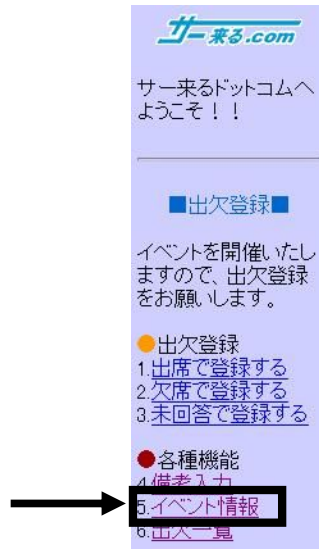 サー来る.com
サー来るドットコムへ
ようこそ！！
■出欠登録■
イベントを開催いたし
ますので、出欠登録
をお願いします。
●出欠登録
1.出席で登録する
2.欠席で登録する
3.未回答で登録する
●各種機能
4.備考入力
5.イベント情報
6.出欠一覧